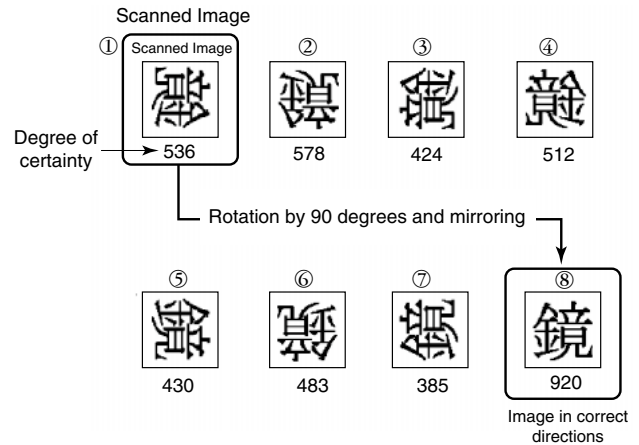 Scanned Image
① Scanned Image ② ③ ④
Degree of certainty
536 578 424 512
Rotation by 90 degrees and mirroring
⑤ ⑥ ⑦ ⑧
鏡
430 483 385 920
Image in correct
directions